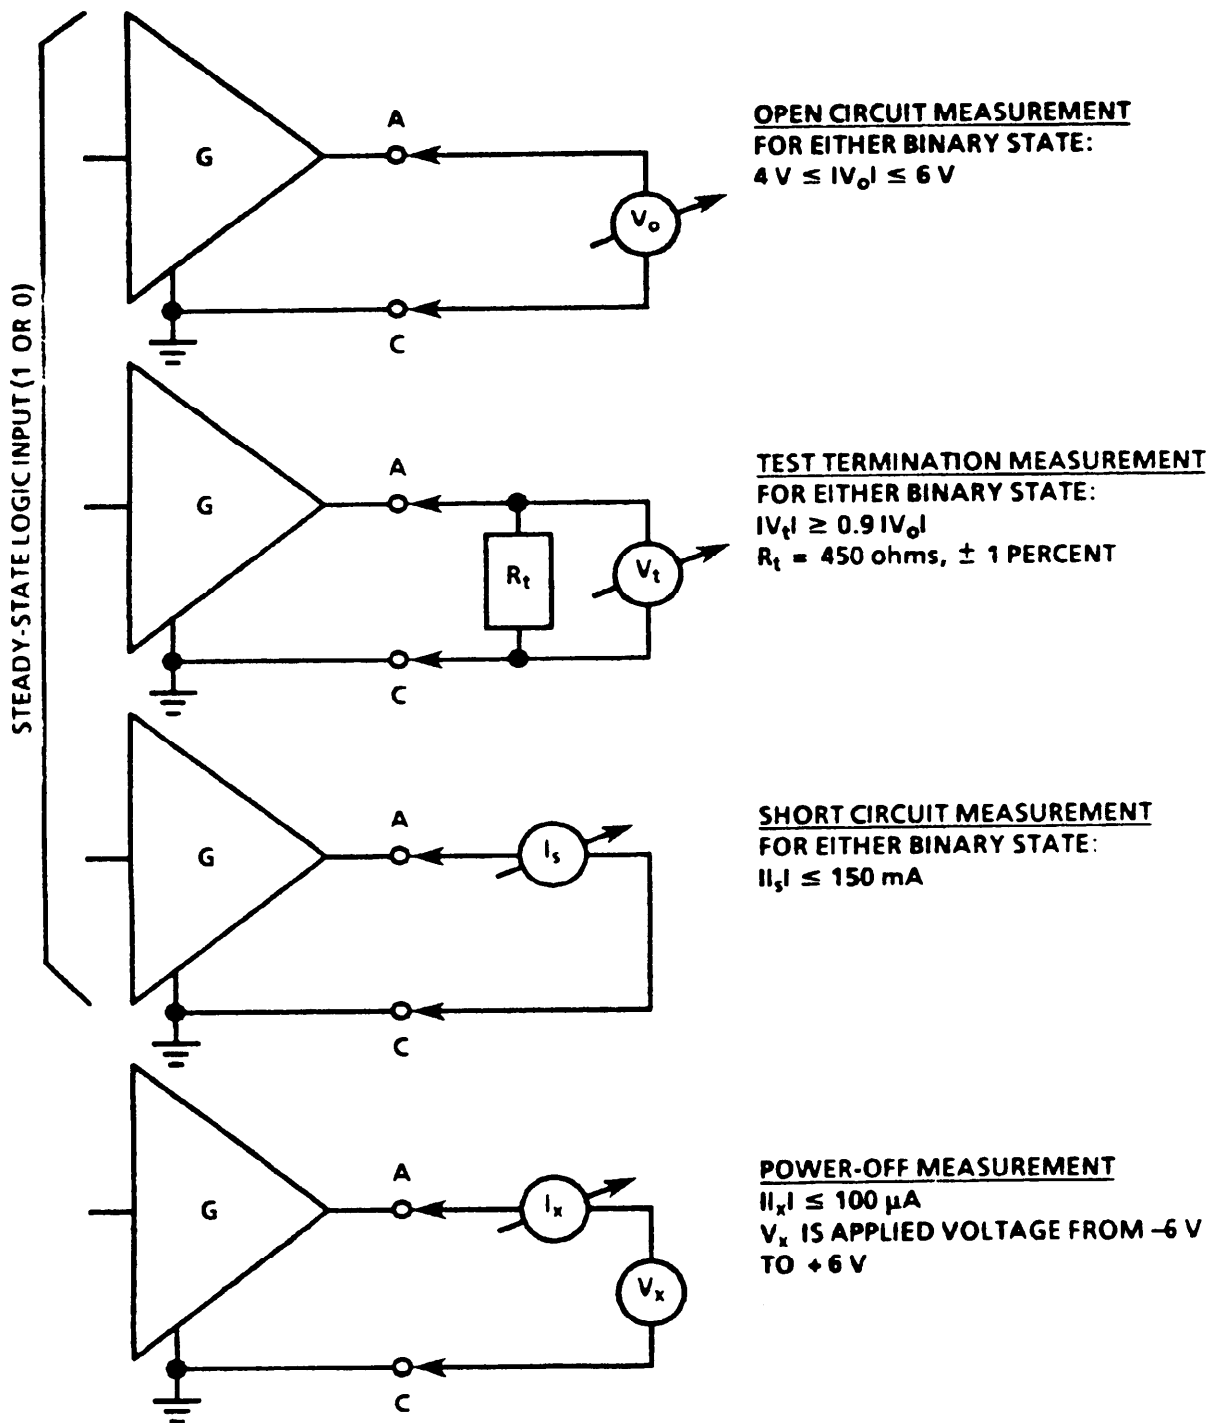 STEADY-STATE LOGIC INPUT (1 OR 0)
A
G
V₀
C
OPEN CIRCUIT MEASUREMENT
FOR EITHER BINARY STATE:
4 V ≤ |Vₒ| ≤ 6 V
A
G
Rₜ
Vₜ
C
TEST TERMINATION MEASUREMENT
FOR EITHER BINARY STATE:
|Vₜ| ≥ 0.9 |Vₒ|
Rₜ = 450 ohms, ± 1 PERCENT
A
G
Iₛ
C
SHORT CIRCUIT MEASUREMENT
FOR EITHER BINARY STATE:
|Iₛ| ≤ 150 mA
A
G
Iₓ
Vₓ
C
POWER-OFF MEASUREMENT
|Iₓ| ≤ 100 µA
Vₓ IS APPLIED VOLTAGE FROM –6 V
TO +6 V